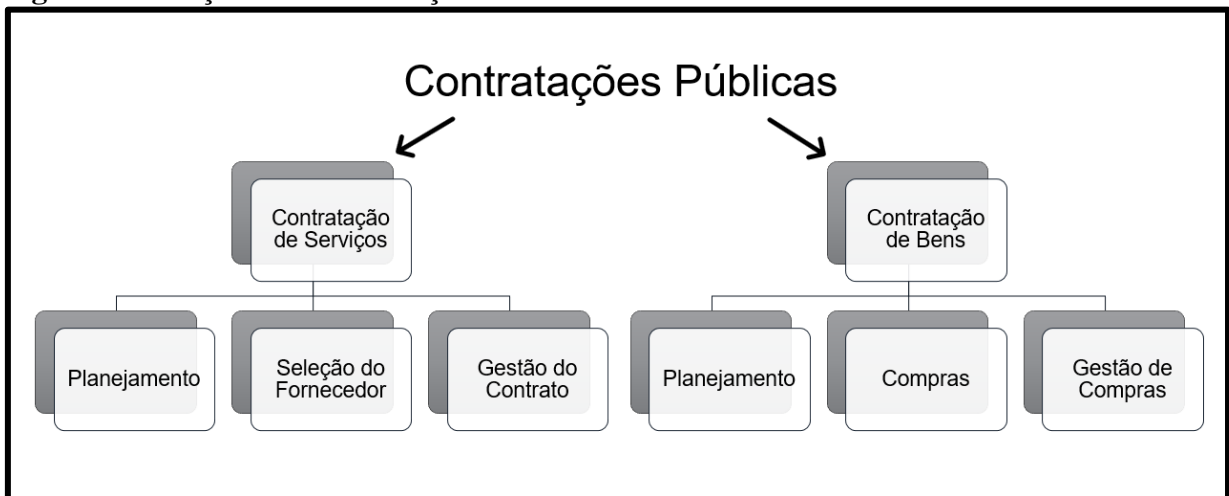 Contratações Públicas
Contratação
de Serviços
Contratação
de Bens
Planejamento
Seleção do
Fornecedor
Gestão do
Contrato
Planejamento
Compras
Gestão de
Compras